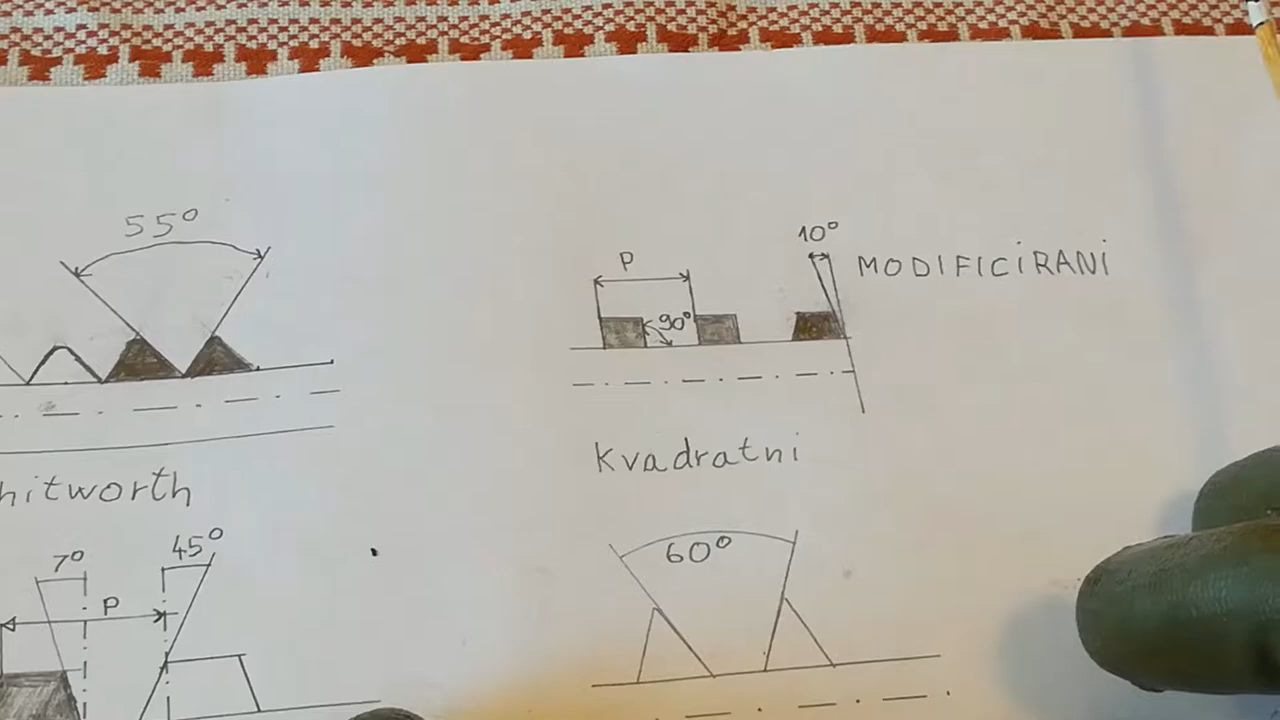 55°
P
90°
10°
MODIFICIRANI
Kvadratni
hitworth
7°
45°
P
60°